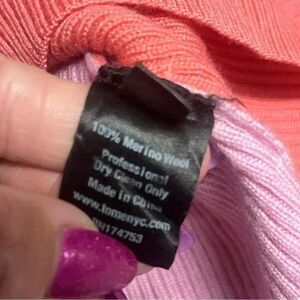 100% Merino Wool
Professional
Dry Clean Only
Made in China
www.tomenyc.com
RN174753